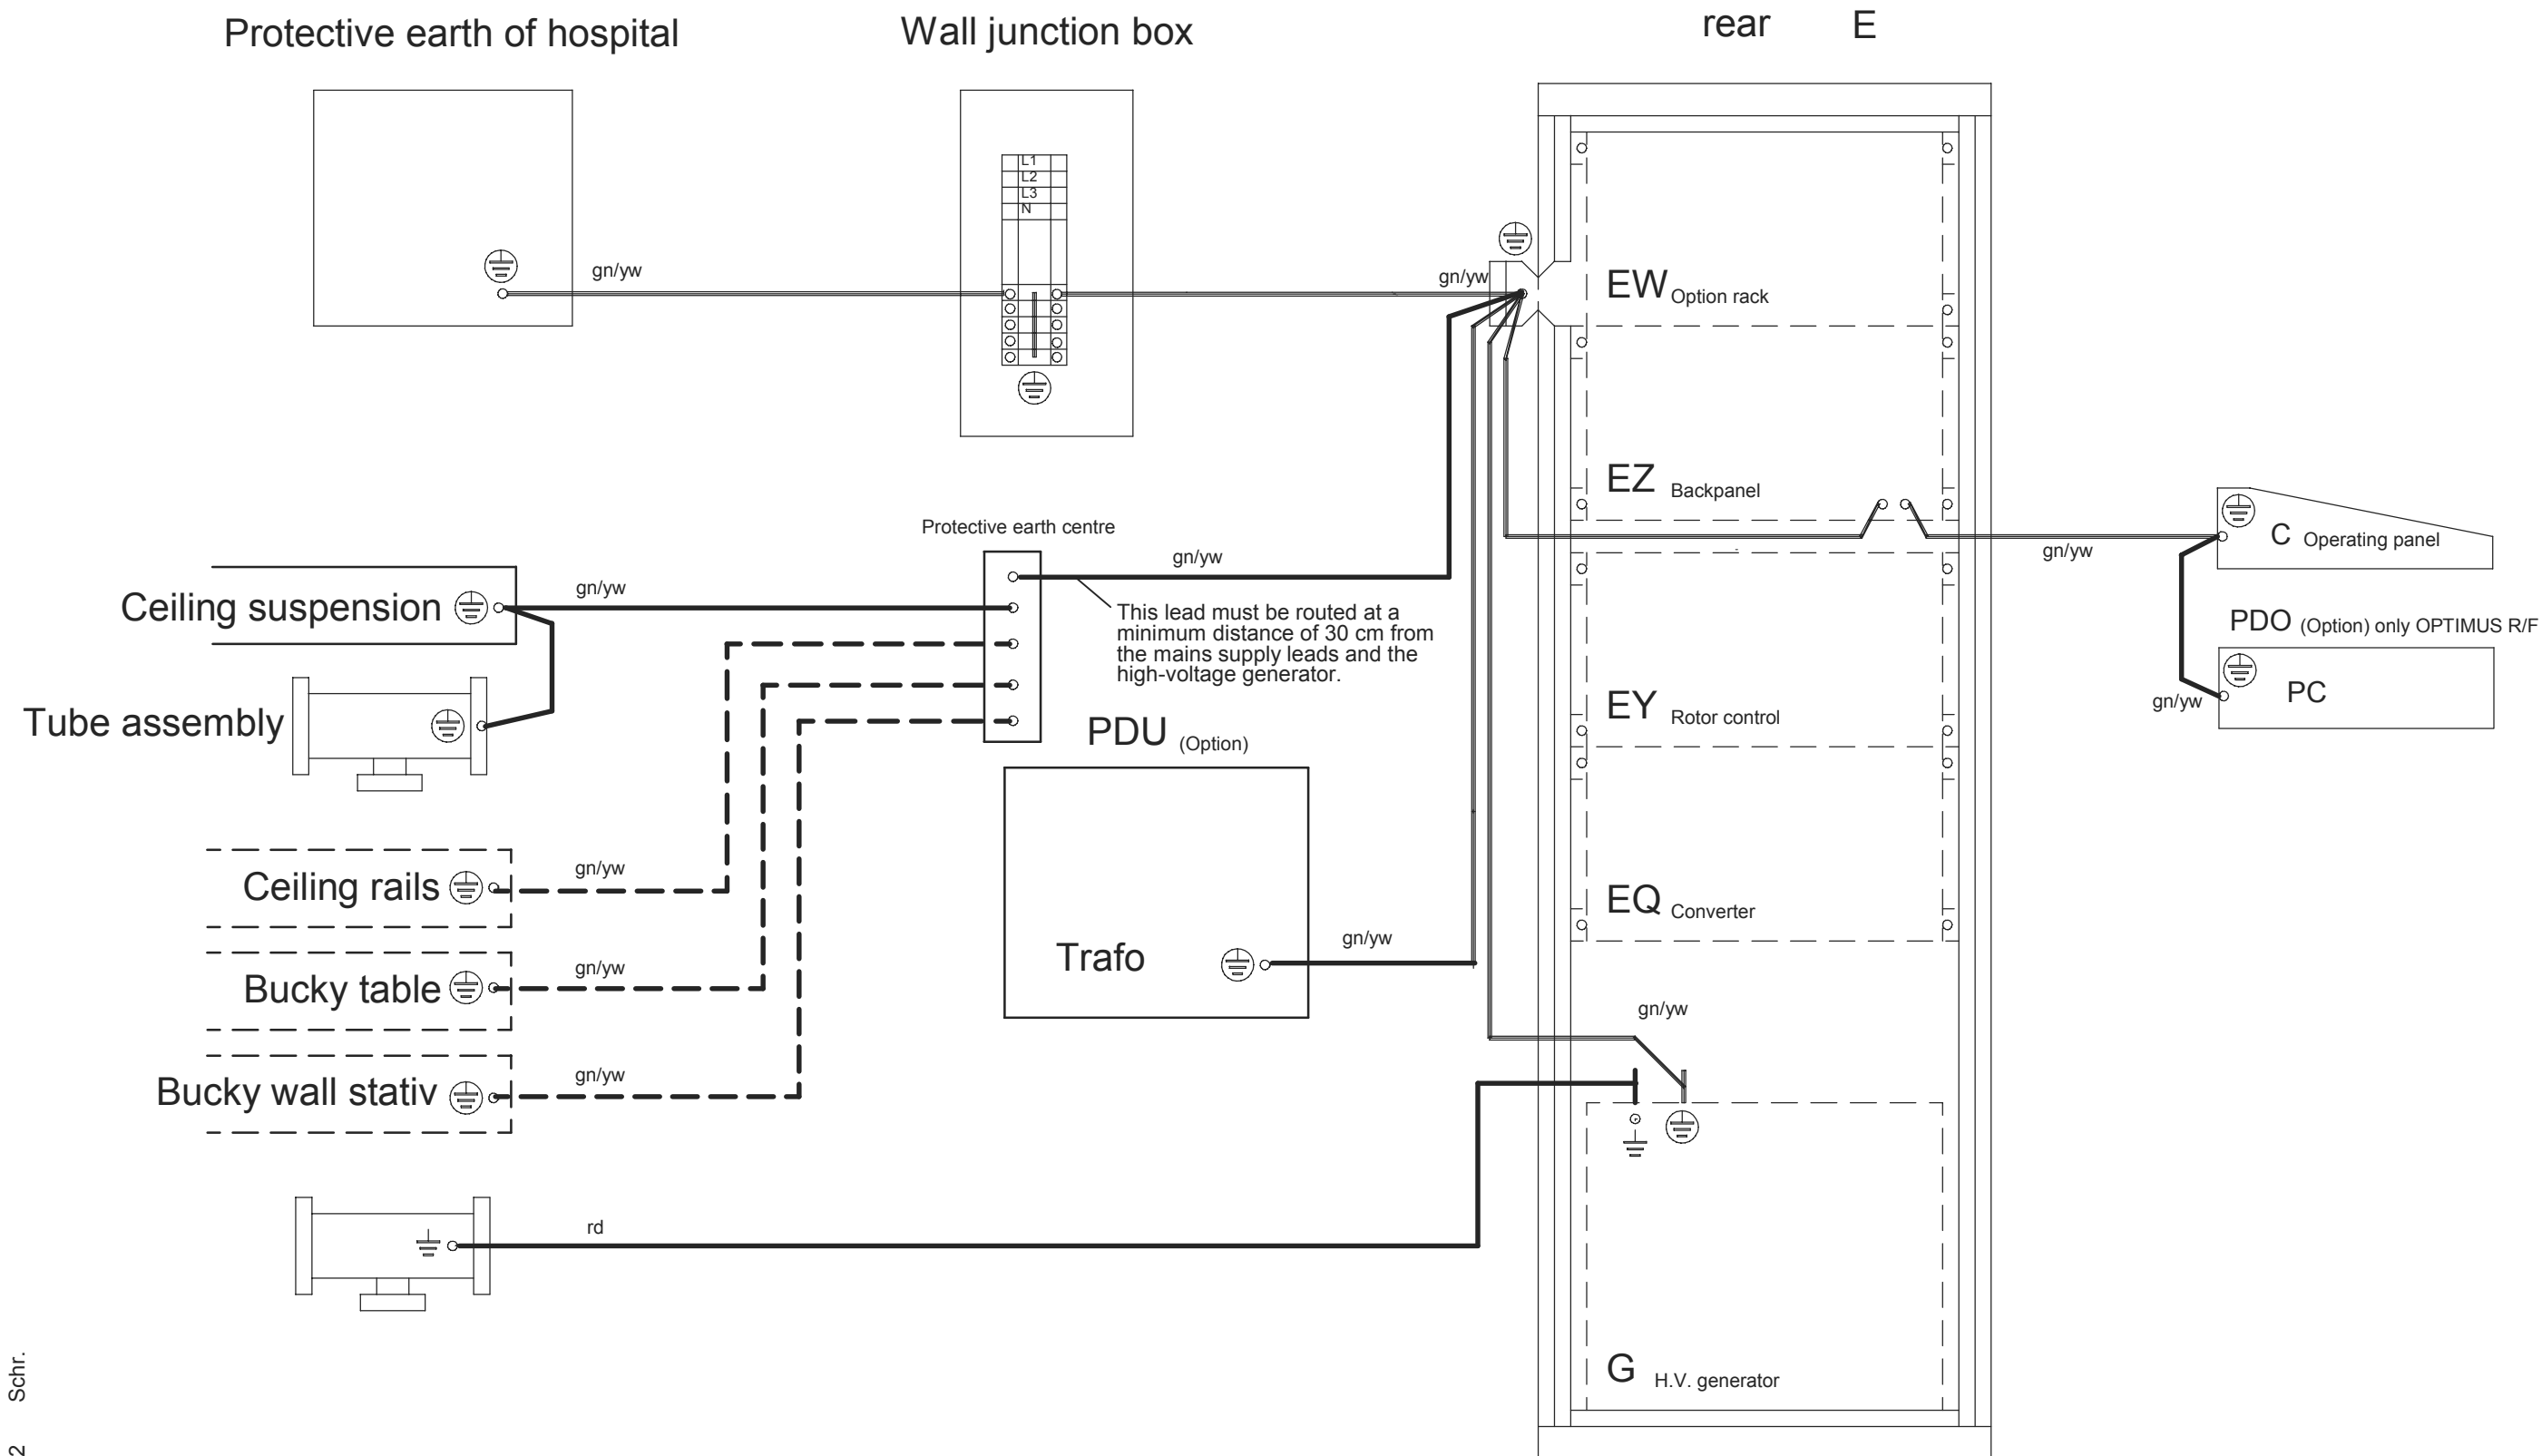 Protective earth of hospital
Wall junction box
rear E
L1
L2
L3
N
gn/yw
gn/yw
EW Option rack
EZ Backpanel
Protective earth centre
gn/yw
gn/yw
C Operating panel
Ceiling suspension
gn/yw
This lead must be routed at a
minimum distance of 30 cm from
the mains supply leads and the
high-voltage generator.
PDO (Option) only OPTIMUS R/F
gn/yw
PC
Tube assembly
PDU (Option)
EY Rotor control
Ceiling rails
gn/yw
EQ Converter
Trafo
gn/yw
Bucky table
gn/yw
gn/yw
Bucky wall stativ
gn/yw
rd
G H.V. generator
Schr.
2